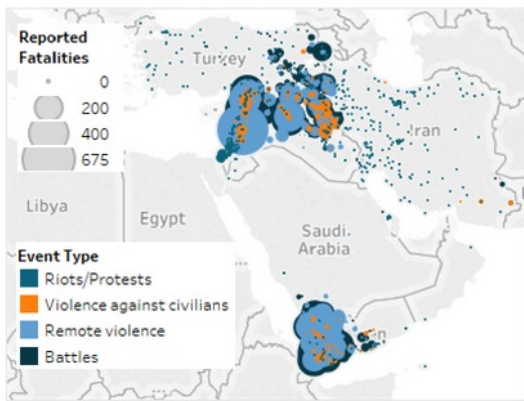 Reported
Fatalities
0
200
400
675
Turkey
Iran
Libya
Egypt
Saudi
Arabia
Event Type
Riots/Protests
Violence against civilians
Remote violence
Battles